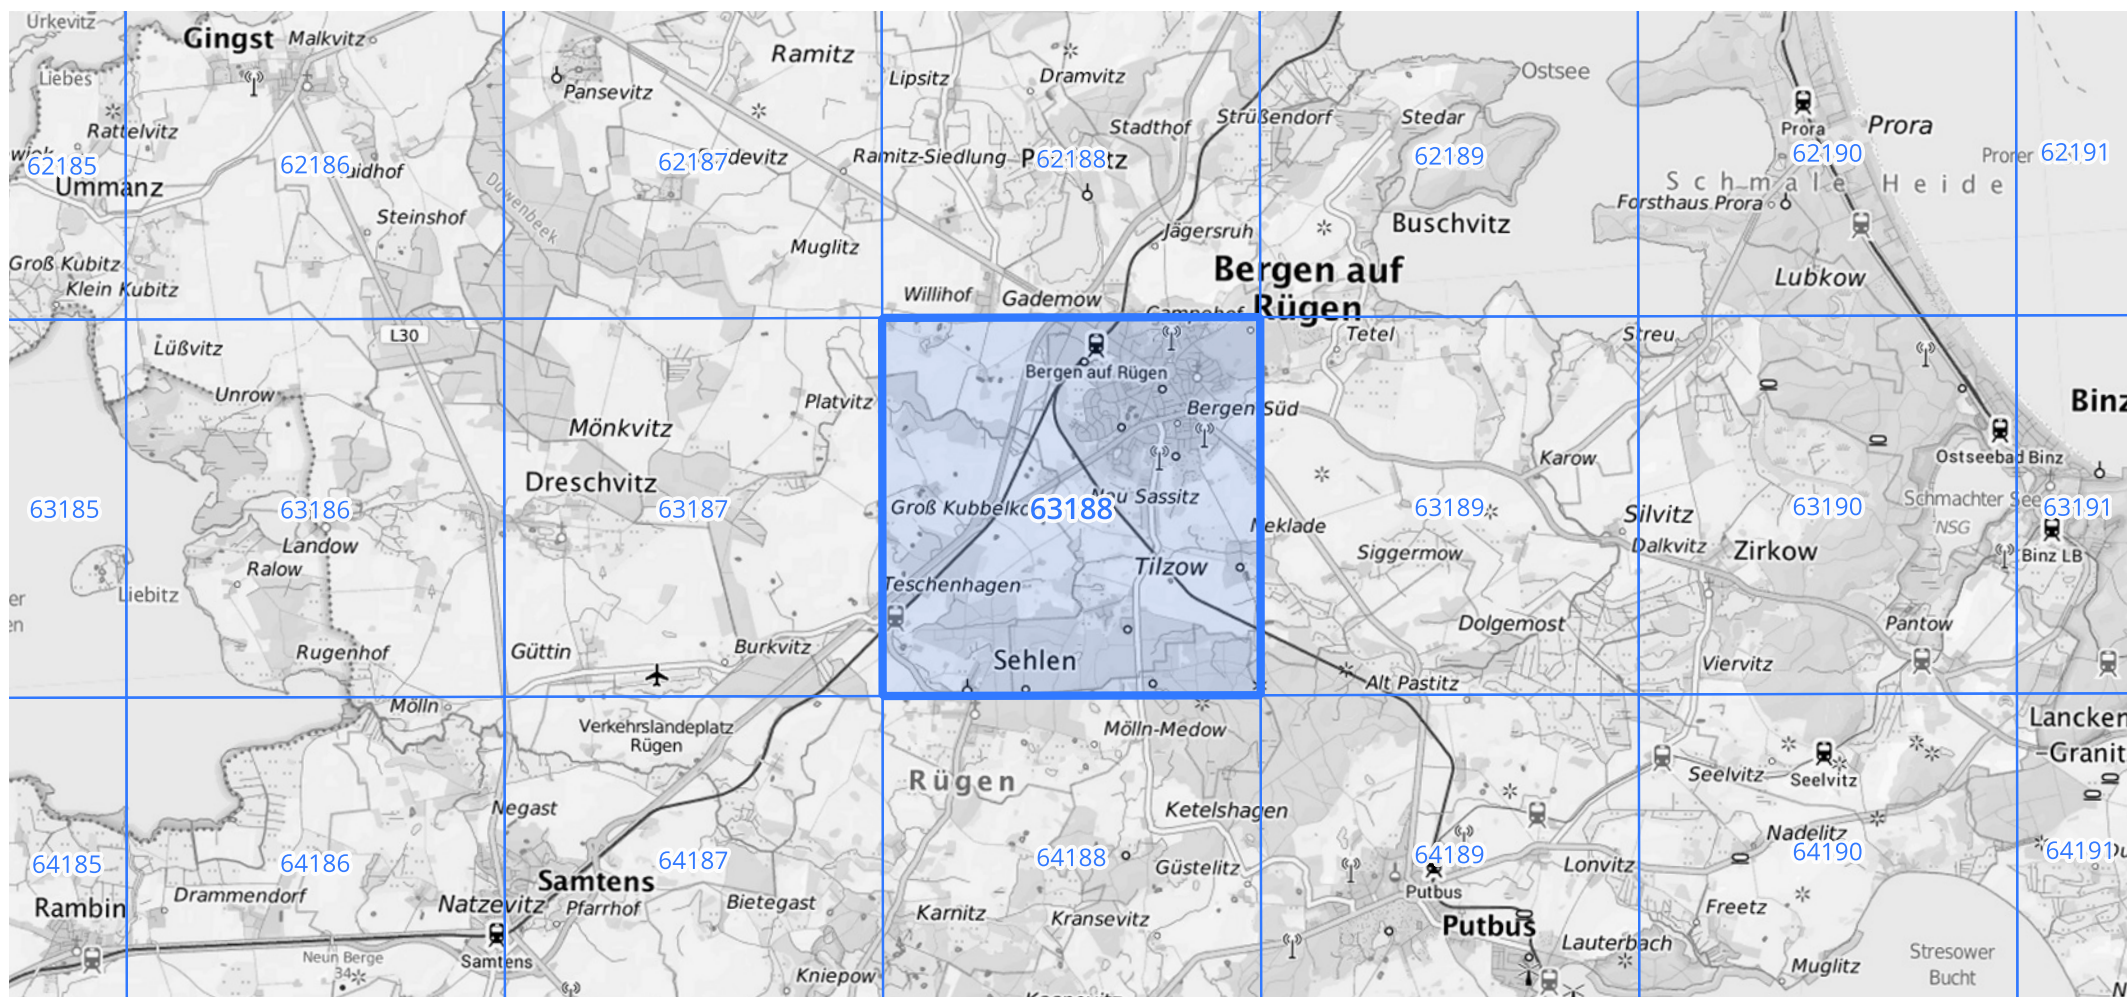 Urkevitz
Gingst
Malkvitz
Liebes
Rattelvitz
62185
62186
Ummanz
Steinshof
Groß Kubitz
Klein Kubitz
Pansevitz
Ramitz
62187
Duwenbeek
Muglitz
Lipsitz
Dramvitz
Stadthof
Strüßendorf
Ramitz-Siedlung
62188
Jägersruh
Willihof
Gademow
Stedar
Ostsee
62189
Buschvitz
Bergen auf
Rügen
Prora
Prora
62190
Prorer
62191
Schmale Heide
Forsthaus Prora
Lubkow
L30
Lüßvitz
Unrow
63185
63186
Landow
Ralow
Liebitz
Rugenhof
Platvitz
Mönkvitz
Dreschvitz
63187
Güttin
Burkvitz
Bergen auf Rügen
Bergen Süd
Neu Sassitz
63188
Tilzow
Teschenhagen
Sehlen
Tetel
Streu
Karow
63189
Neklade
Siggermow
Silvitz
Dalkvitz
Dolgemost
Alt Pastitz
Binz
Ostseebad Binz
Schmachter See
NSG
63190
63191
Zirkow
Binz LB
Pantow
Viervitz
Mölln
Verkehrslandeplatz
Rügen
Negast
64185
64186
64187
Samtens
Drammendorf
Rambin
Natzevitz
Pfarrhof
Bietegast
Neun Berge
34
Samtens
Kniepow
Mölln-Medow
Rügen
Ketelshagen
64188
Güstelitz
Karnitz
Kransevitz
64189
Putbus
Putbus
Lonvitz
Lauterbach
Lancken
-Granit
Seelvitz
Seelvitz
Nadelitz
64190
64191
Freetz
Muglitz
Stresower
Bucht